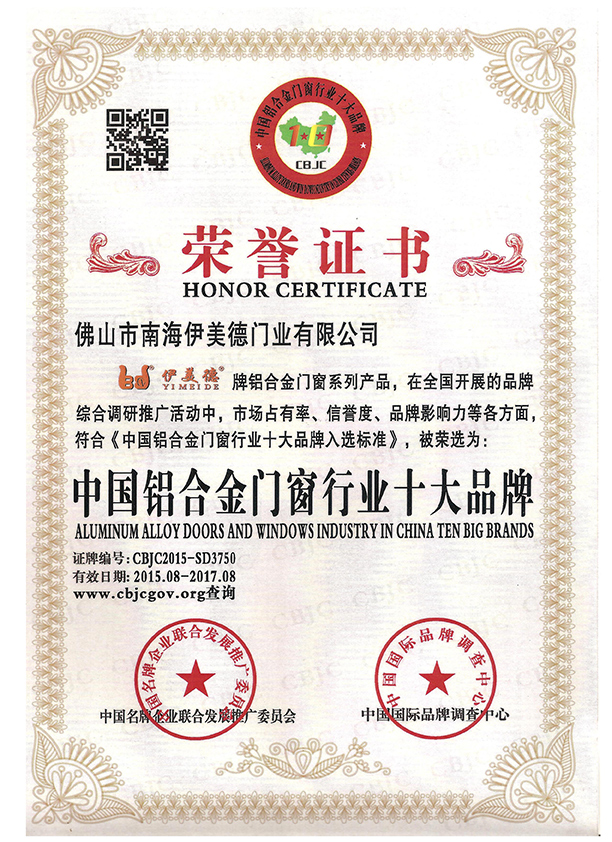 中国铝合金门窗行业十大品牌
CBJC
荣誉证书
HONOR CERTIFICATE
佛山市南海伊美德门业有限公司
伊美德® 牌铝合金门窗系列产品，在全国开展的品牌
YIMEIDE
综合调研推广活动中，市场占有率、信誉度、品牌影响力等各方面，
符合《中国铝合金门窗行业十大品牌入选标准》，被荣选为：
中国铝合金门窗行业十大品牌
ALUMINUM ALLOY DOORS AND WINDOWS INDUSTRY IN CHINA TEN BIG BRANDS
证牌编号：CBJC2015-SD3750
有效日期：2015.08-2017.08
www.cbjcgov.org查询
中国名牌企业联合发展推广委员会
中国国际品牌调查中心
中国名牌企业联合发展推广委员会
中国国际品牌调查中心